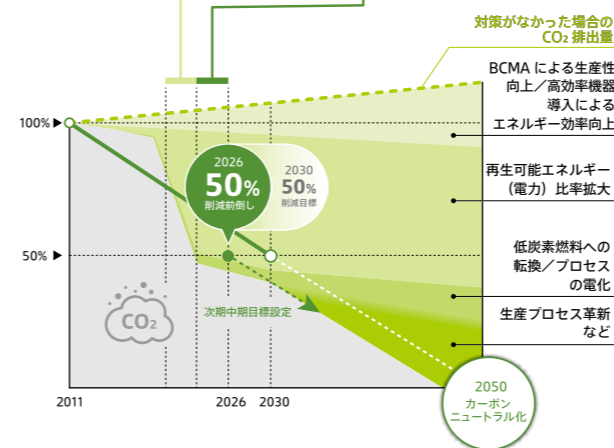 対策がなかった場合の
CO₂ 排出量
BCMA による生産性
向上／高効率機器
導入による
エネルギー効率向上
100%
2026
50%
削減前倒し
2030
50%
削減目標
再生可能エネルギー
（電力）比率拡大
50%
低炭素燃料への
転換／プロセス
の電化
CO₂
次期中期目標設定
生産プロセス革新
など
2050
カーボン
ニュートラル化
2011
2026
2030